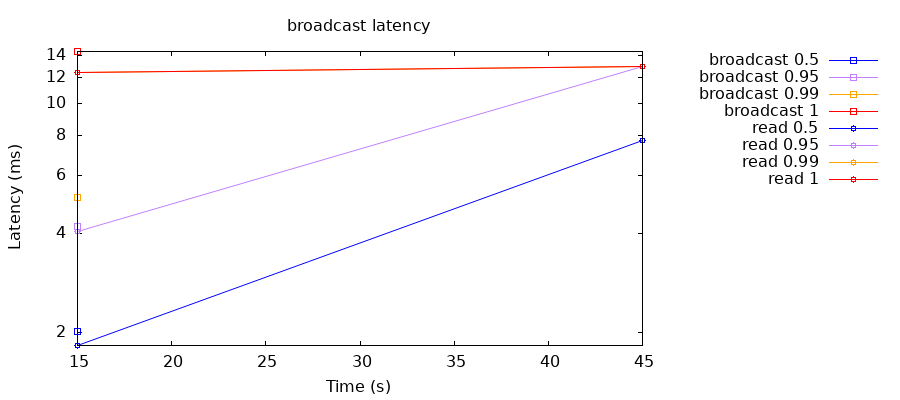 broadcast latency
Latency (ms)
14
12
10
8
6
4
2
15 20 25 30 35 40 45
Time (s)
broadcast 0.5
broadcast 0.95
broadcast 0.99
broadcast 1
read 0.5
read 0.95
read 0.99
read 1